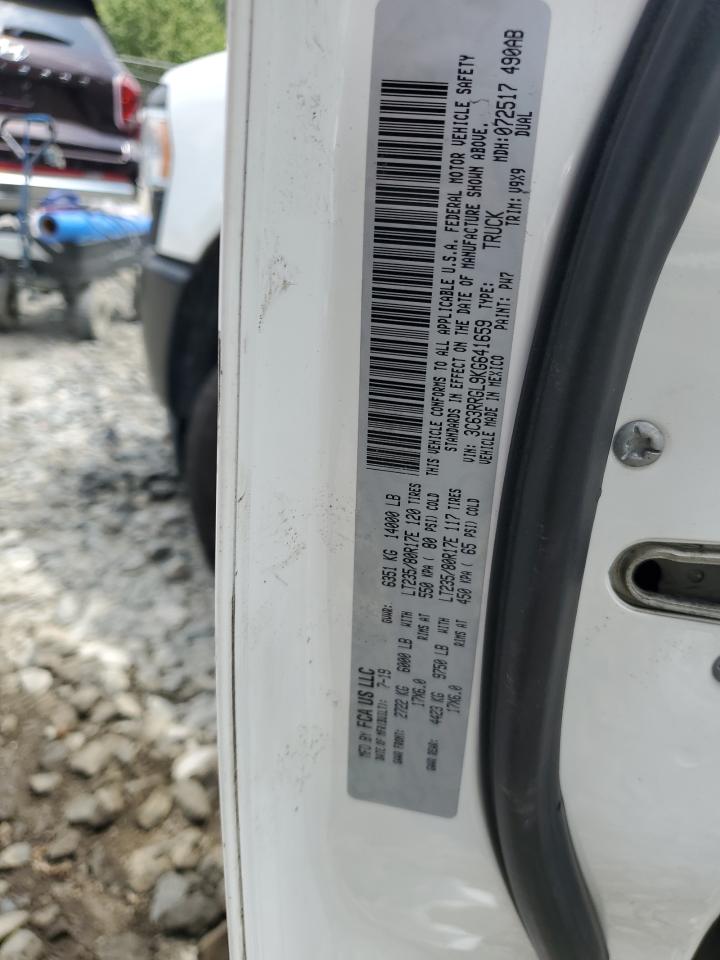 MFD BY FCA US LLC
DATE OF MFR(BUILT): 7-19
GVWR: 6351 KG 14000 LB
GAWR FRONT: 2722 KG 6000 LB WITH LT235/80R17E 120 TIRES
17X6.0 RIMS AT 550 KPA ( 80 PSI) COLD
GAWR REAR: 4423 KG 9750 LB WITH LT235/80R17E 117 TIRES
17X6.0 RIMS AT 450 KPA ( 65 PSI) COLD
THIS VEHICLE CONFORMS TO ALL APPLICABLE U.S.A. FEDERAL MOTOR VEHICLE SAFETY
STANDARDS IN EFFECT ON THE DATE OF MANUFACTURE SHOWN ABOVE.
VIN: 3C63RRGL9KG641659 TYPE: TRUCK MDH: 072517 490AB
VEHICLE MADE IN MEXICO PAINT: PW7 TRIM: V9X9 DUAL